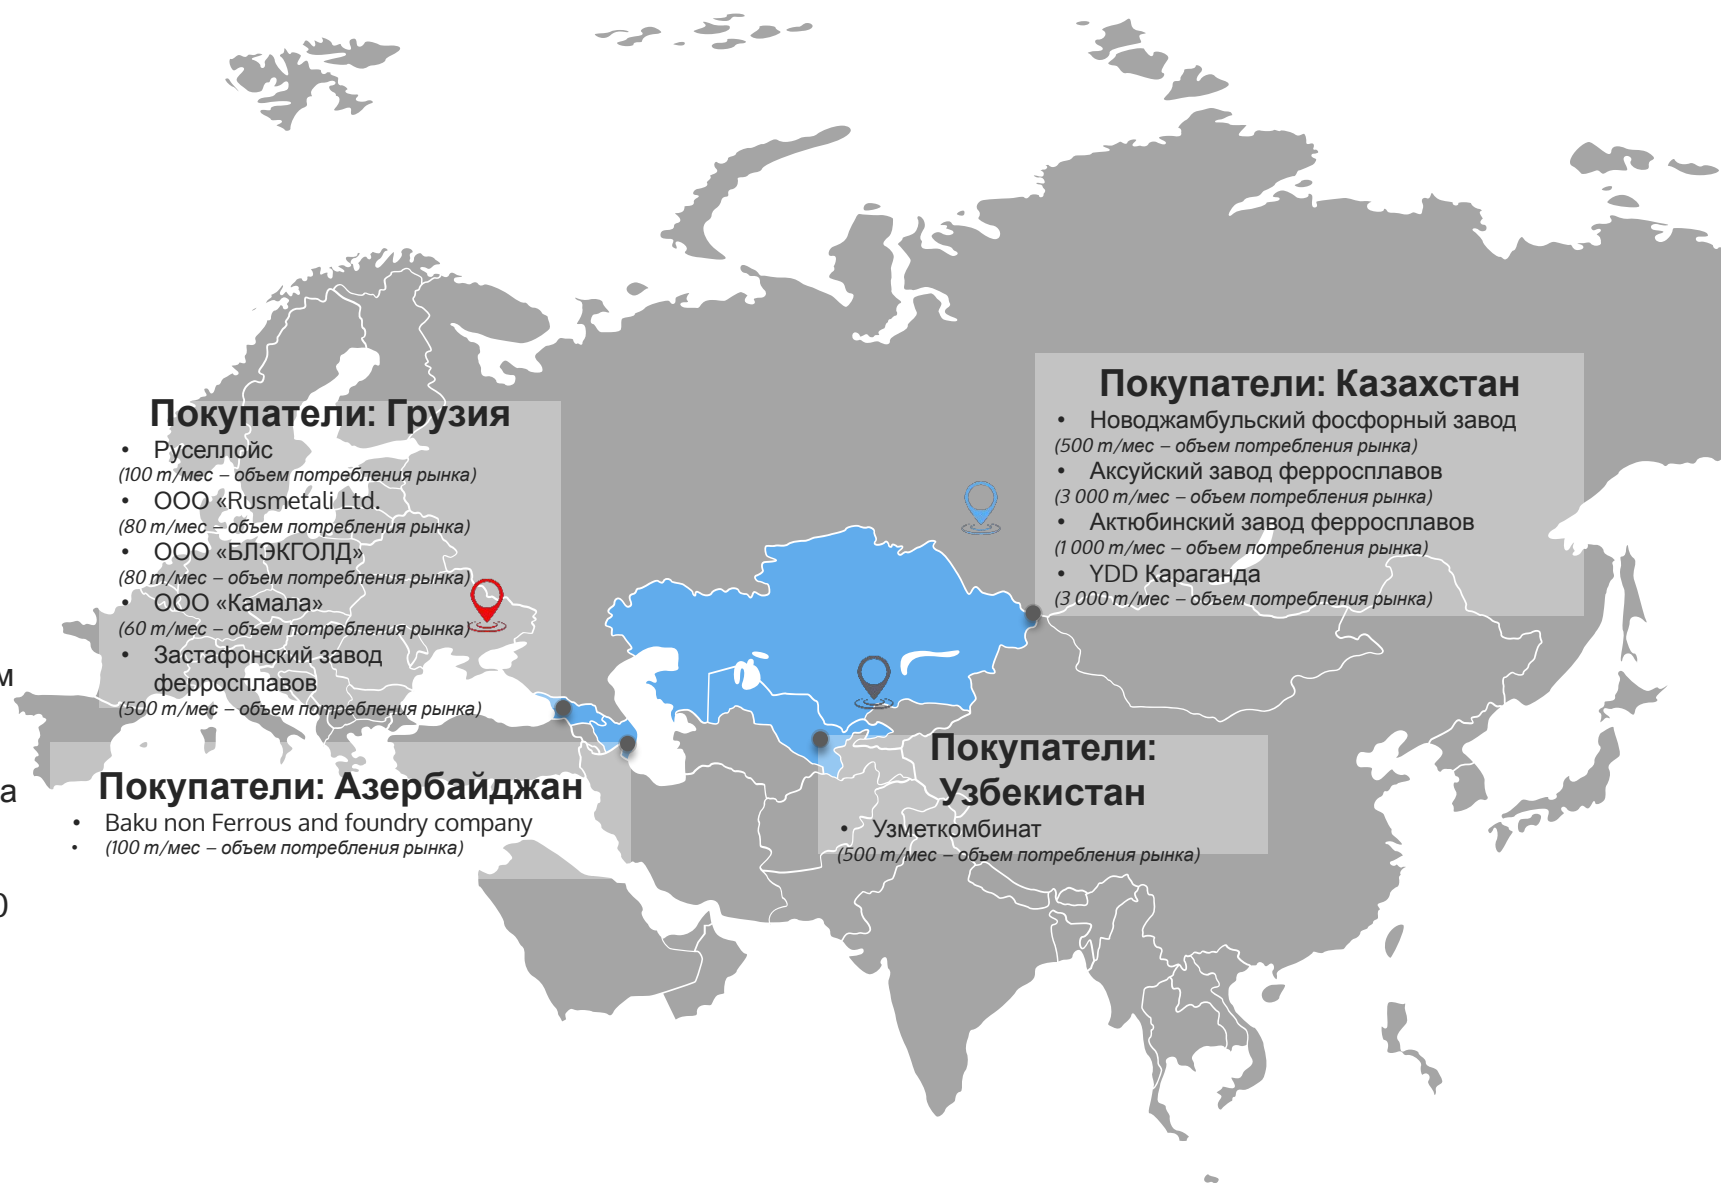 Покупатели: Грузия
• Руселлойс
(100 т/мес – объем потребления рынка)
• ООО «Rusmetali Ltd.
(80 т/мес – объем потребления рынка)
• ООО «БЛЭКГОЛД»
(80 т/мес – объем потребления рынка)
• ООО «Камала»
(60 т/мес – объем потребления рынка)
• Застафонский завод
ферросплавов
(500 т/мес – объем потребления рынка)
Покупатели: Азербайджан
• Baku non Ferrous and foundry company
• (100 т/мес – объем потребления рынка)
Покупатели: Казахстан
• Новоджамбульский фосфорный завод
(500 т/мес – объем потребления рынка)
• Аксуйский завод ферросплавов
(3 000 т/мес – объем потребления рынка)
• Актюбинский завод ферросплавов
(1 000 т/мес – объем потребления рынка)
• YDD Караганда
(3 000 т/мес – объем потребления рынка)
Покупатели:
Узбекистан
• Узметкомбинат
(500 т/мес – объем потребления рынка)